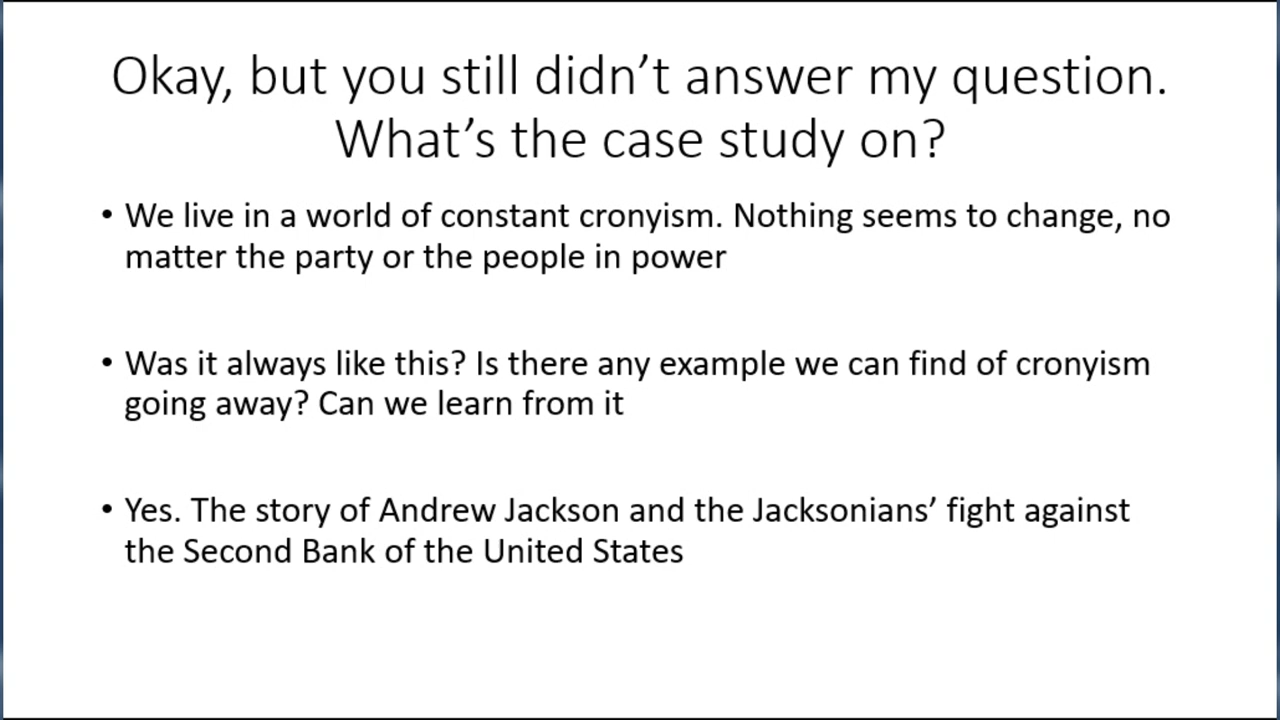 Okay, but you still didn’t answer my question.
What’s the case study on?
• We live in a world of constant cronyism. Nothing seems to change, no
matter the party or the people in power
• Was it always like this? Is there any example we can find of cronyism
going away? Can we learn from it
• Yes. The story of Andrew Jackson and the Jacksonians’ fight against
the Second Bank of the United States